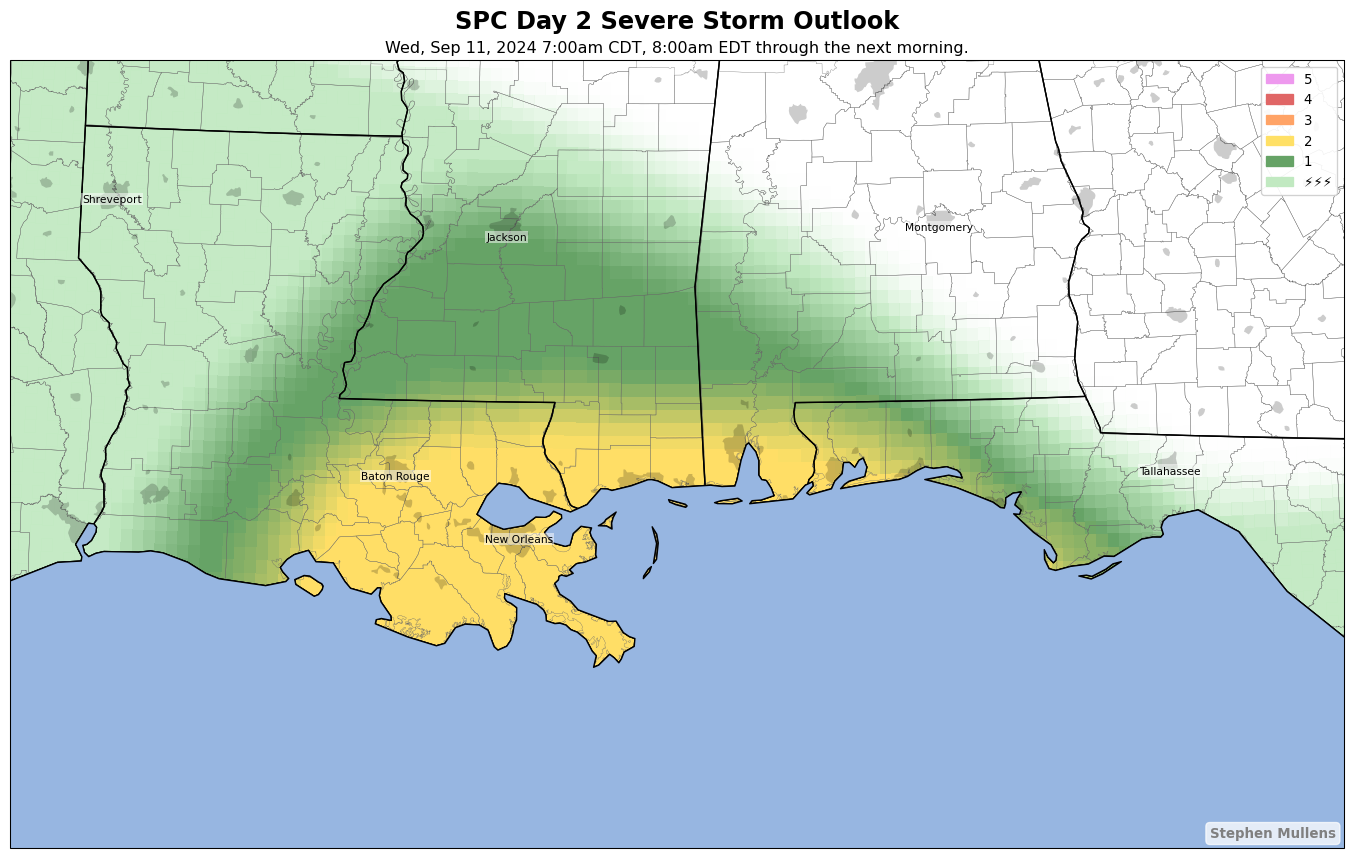 SPC Day 2 Severe Storm Outlook
Wed, Sep 11, 2024 7:00am CDT, 8:00am EDT through the next morning.
5
4
3
2
1
⚡⚡⚡
Shreveport
Jackson
Montgomery
Baton Rouge
Tallahassee
New Orleans
Stephen Mullens